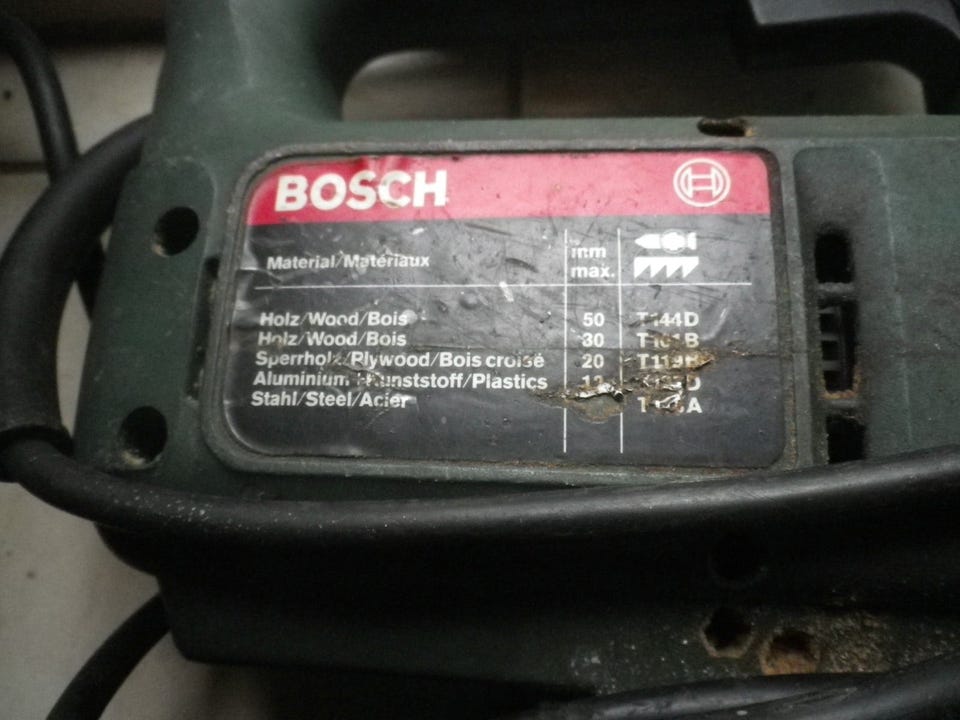 BOSCH
Material/Matériaux mm max.
Holz/Wood/Bois 50 T144D
Holz/Wood/Bois 30
Sperrholz/Plywood/Bois croisé 20
Aluminium Kunststoff/Plastics
Stahl/Steel/Acier